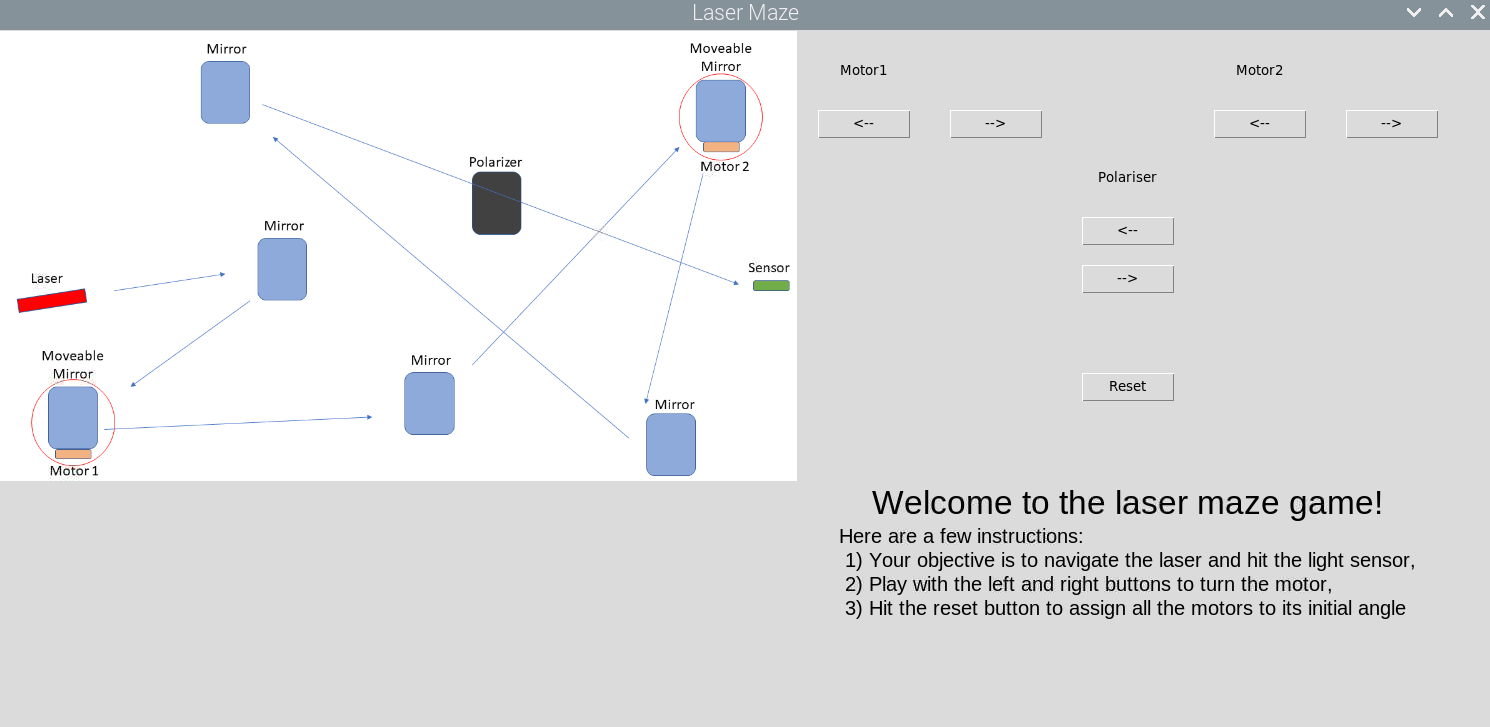 Laser Maze
Mirror
Moveable
Mirror
Motor 2
Polarizer
Mirror
Laser
Sensor
Moveable
Mirror
Motor 1
Mirror
Mirror
Motor1
<--
-->
Motor2
<--
-->
Polariser
<--
-->
Reset
Welcome to the laser maze game!
Here are a few instructions:
1) Your objective is to navigate the laser and hit the light sensor,
2) Play with the left and right buttons to turn the motor,
3) Hit the reset button to assign all the motors to its initial angle